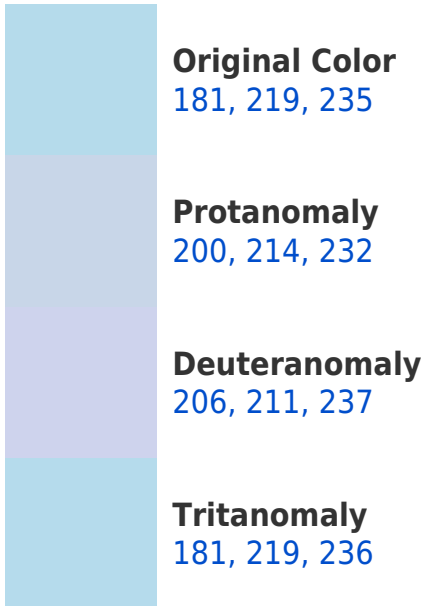 Original Color
181, 219, 235
Protanomaly
200, 214, 232
Deuteranomaly
206, 211, 237
Tritanomaly
181, 219, 236